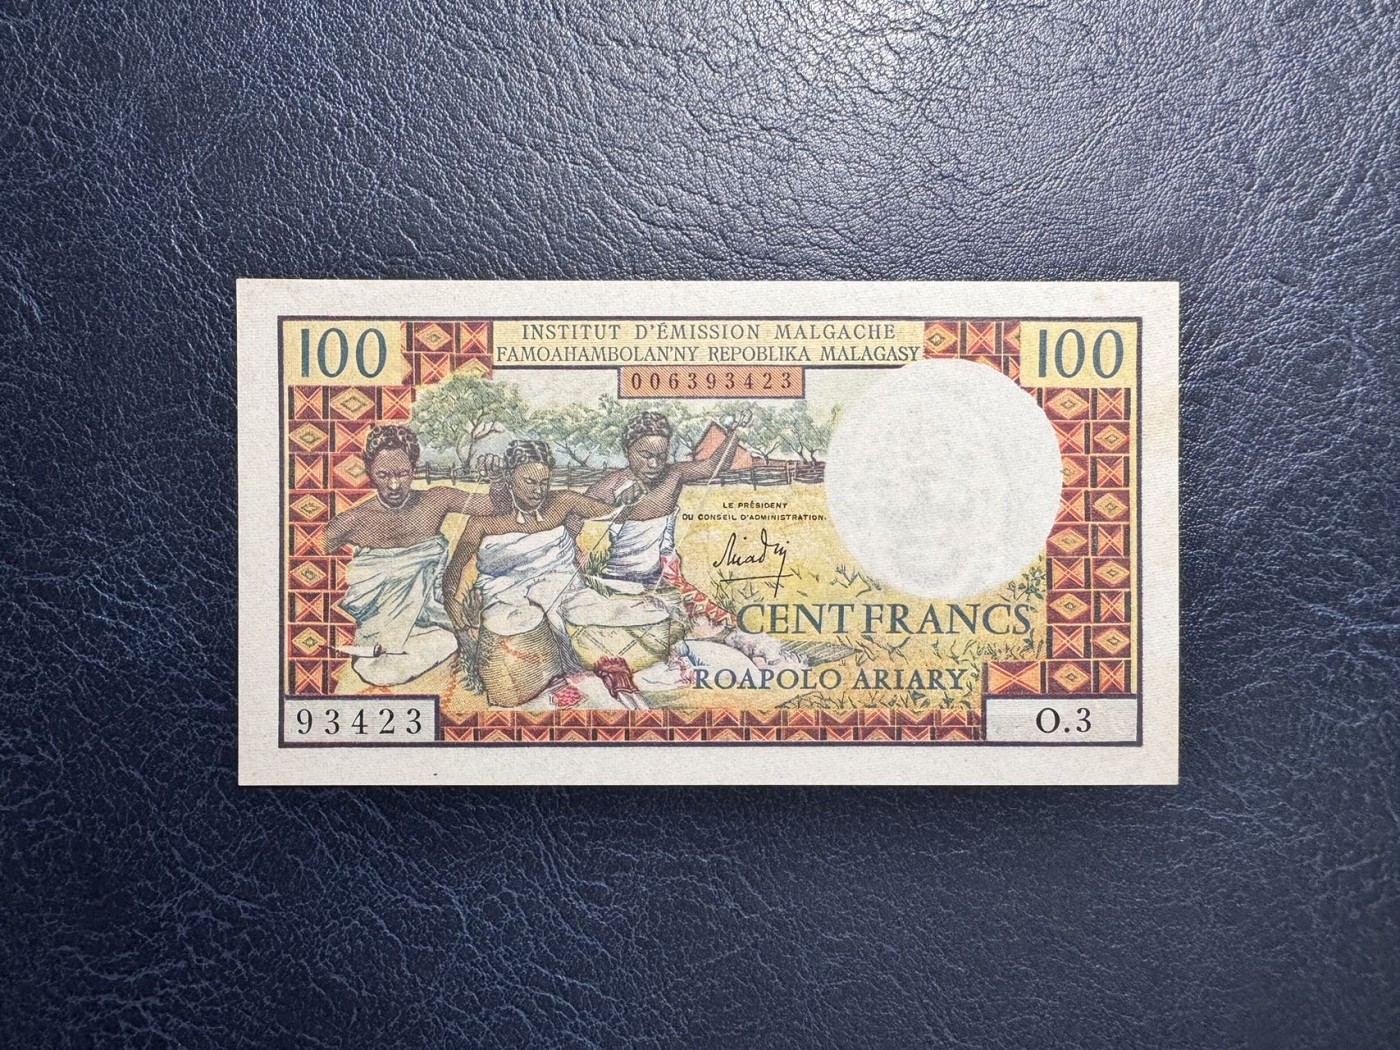 100
INSTITUT D'ÉMISSION MALGACHE
100
FAMOAHAMBOLAN'NY REPOBLIKA MALAGASY
006393423
LE PRÉSIDENT
DU CONSEIL D'ADMINISTRATION.
CENT FRANCS
ROAPOLO ARIARY
93423
O.3